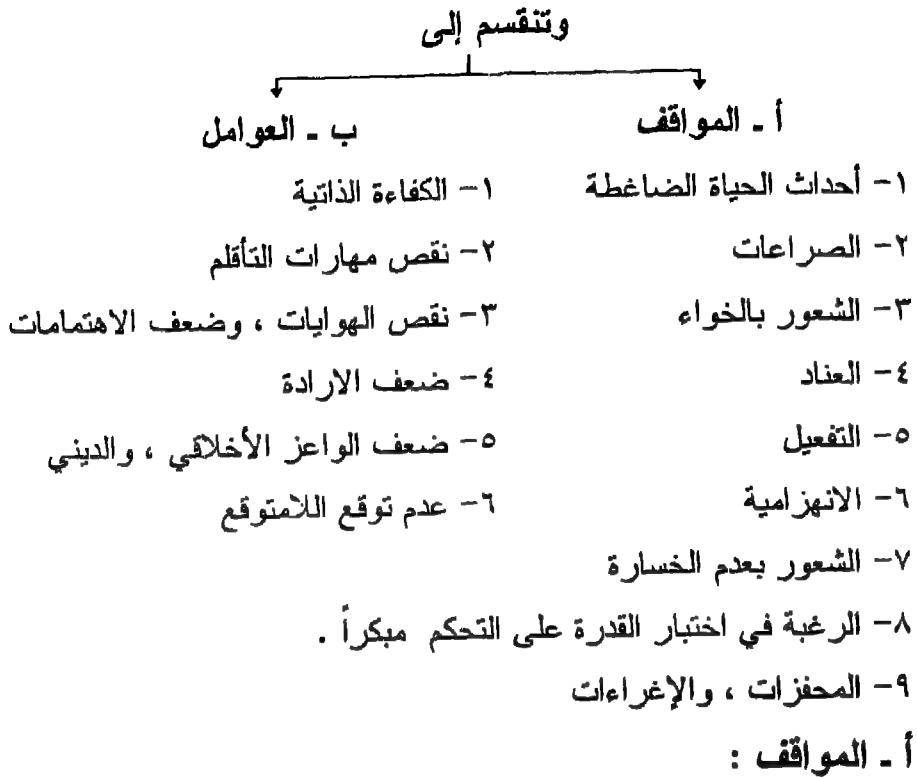 وتنقسم إلى
أ ـ المواقف
ب ـ العوامل
١- أحداث الحياة الضاغطة
١- الكفاءة الذاتية
٢- الصراعات
٢- نقص مهارات التأقلم
٣- الشعور بالخواء
٣- نقص الهوايات ، وضعف الاهتمامات
٤- العناد
٤- ضعف الارادة
٥- التفعيل
٥- ضعف الواعز الأخلاقي ، والديني
٦- الانهزامية
٦- عدم توقع اللامتوقع
٧- الشعور بعدم الخسارة
٨- الرغبة في اختبار القدرة على التحكم مبكراً .
٩- المحفزات ، والإغراءات
أ ـ المواقف :